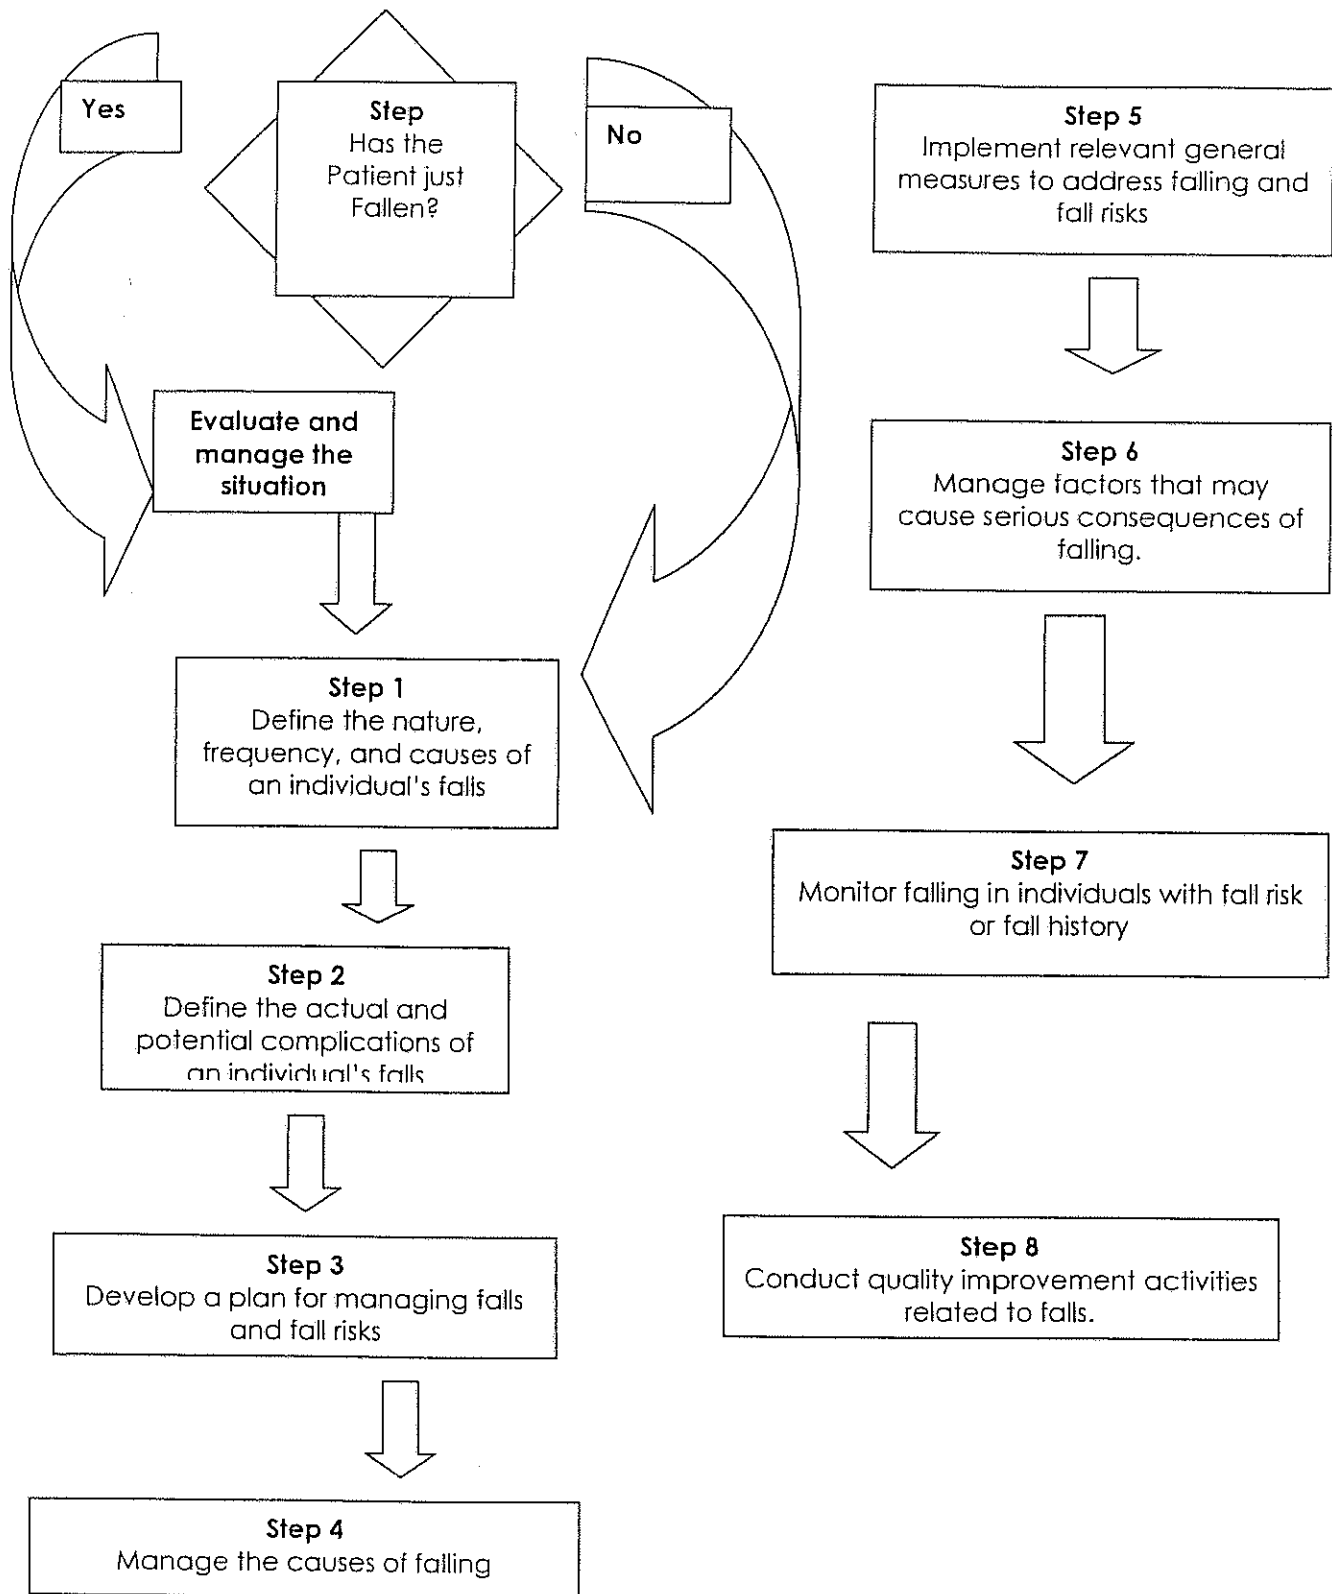 Yes
Step
Has the
Patient just
Fallen?
No
Evaluate and
manage the
situation
Step 1
Define the nature,
frequency, and causes of
an individual's falls
Step 2
Define the actual and
potential complications of
an individual's falls
Step 3
Develop a plan for managing falls
and fall risks
Step 4
Manage the causes of falling
Step 5
Implement relevant general
measures to address falling and
fall risks
Step 6
Manage factors that may
cause serious consequences of
falling.
Step 7
Monitor falling in individuals with fall risk
or fall history
Step 8
Conduct quality improvement activities
related to falls.